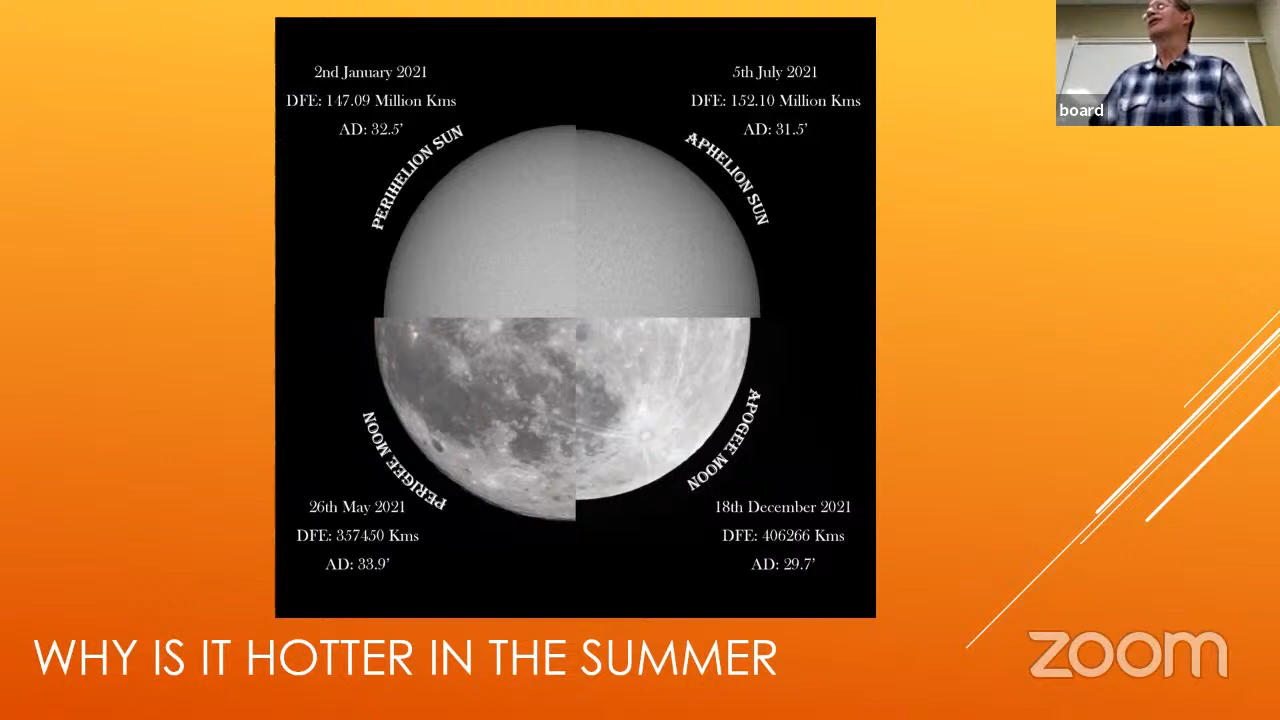 2nd January 2021
DFE: 147.09 Million Kms
AD: 32.5'
PERIHELION SUN
5th July 2021
DFE: 152.10 Million Kms
AD: 31.5'
APHELION SUN
board
PERIGEE MOON
26th May 2021
DFE: 357450 Kms
AD: 33.9'
APOGEE MOON
18th December 2021
DFE: 406266 Kms
AD: 29.7'
WHY IS IT HOTTER IN THE SUMMER
zoom